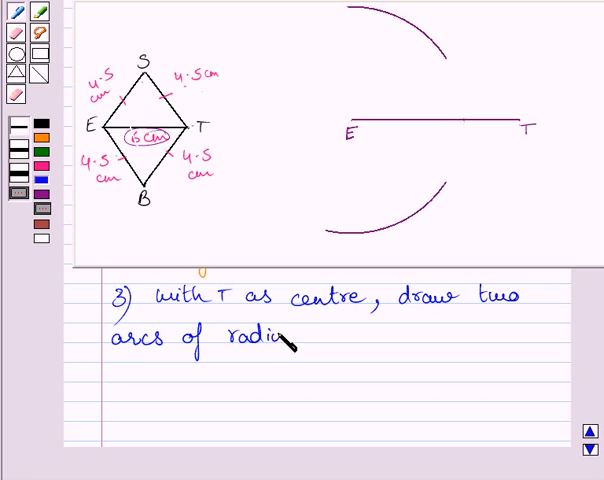 S
4.5 cm
4.5 cm
E
6 cm
T
4.5 cm
4.5 cm
B
E
T
3) with T as centre, draw two
arcs of radiu